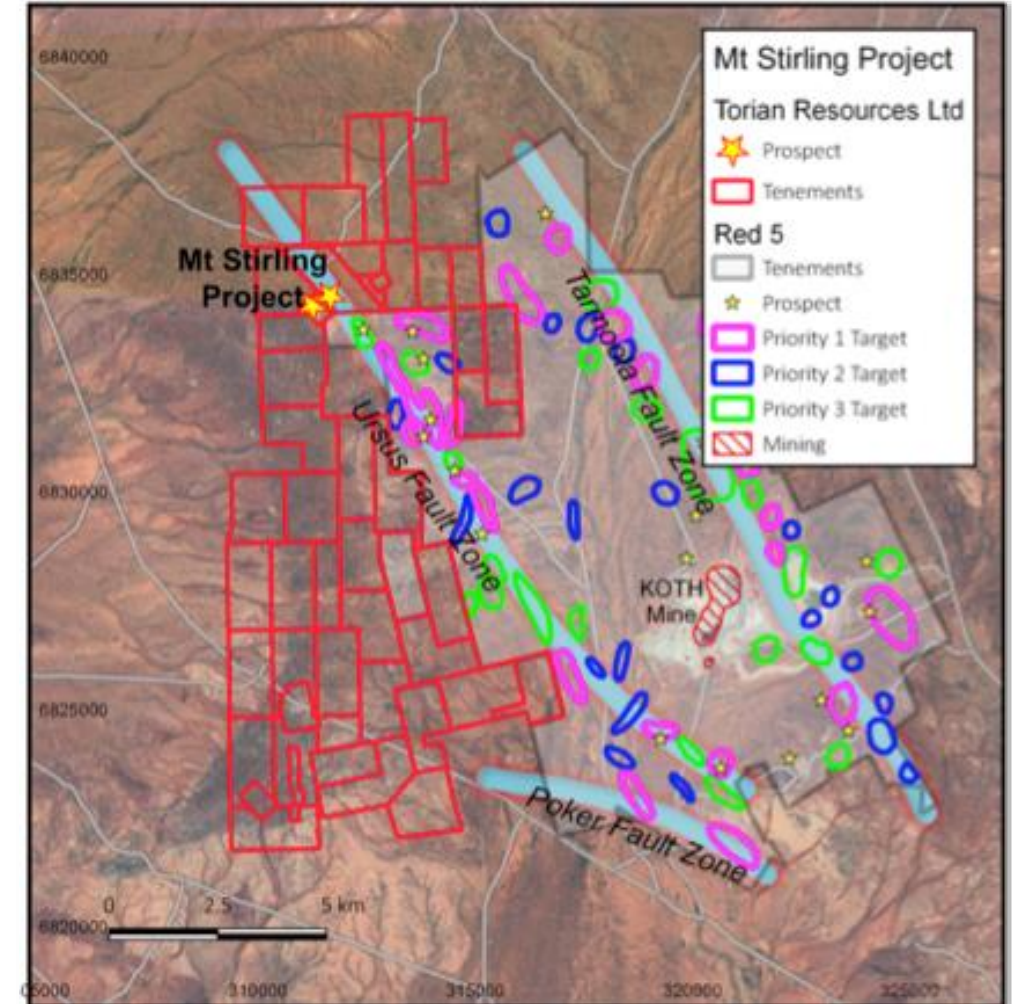 6840000
6835000
6830000
6825000
6820000
Mt Stirling Project
Torian Resources Ltd
Prospect
Tenements
Red 5
Tenements
Prospect
Priority 1 Target
Priority 2 Target
Priority 3 Target
Mining
Mt Stirling
Project
Tarmoola Fault Zone
Ursus Fault Zone
KOTH
Mine
Poker Fault Zone
0 2.5 5 km
05000 310000 315000 320000 325000